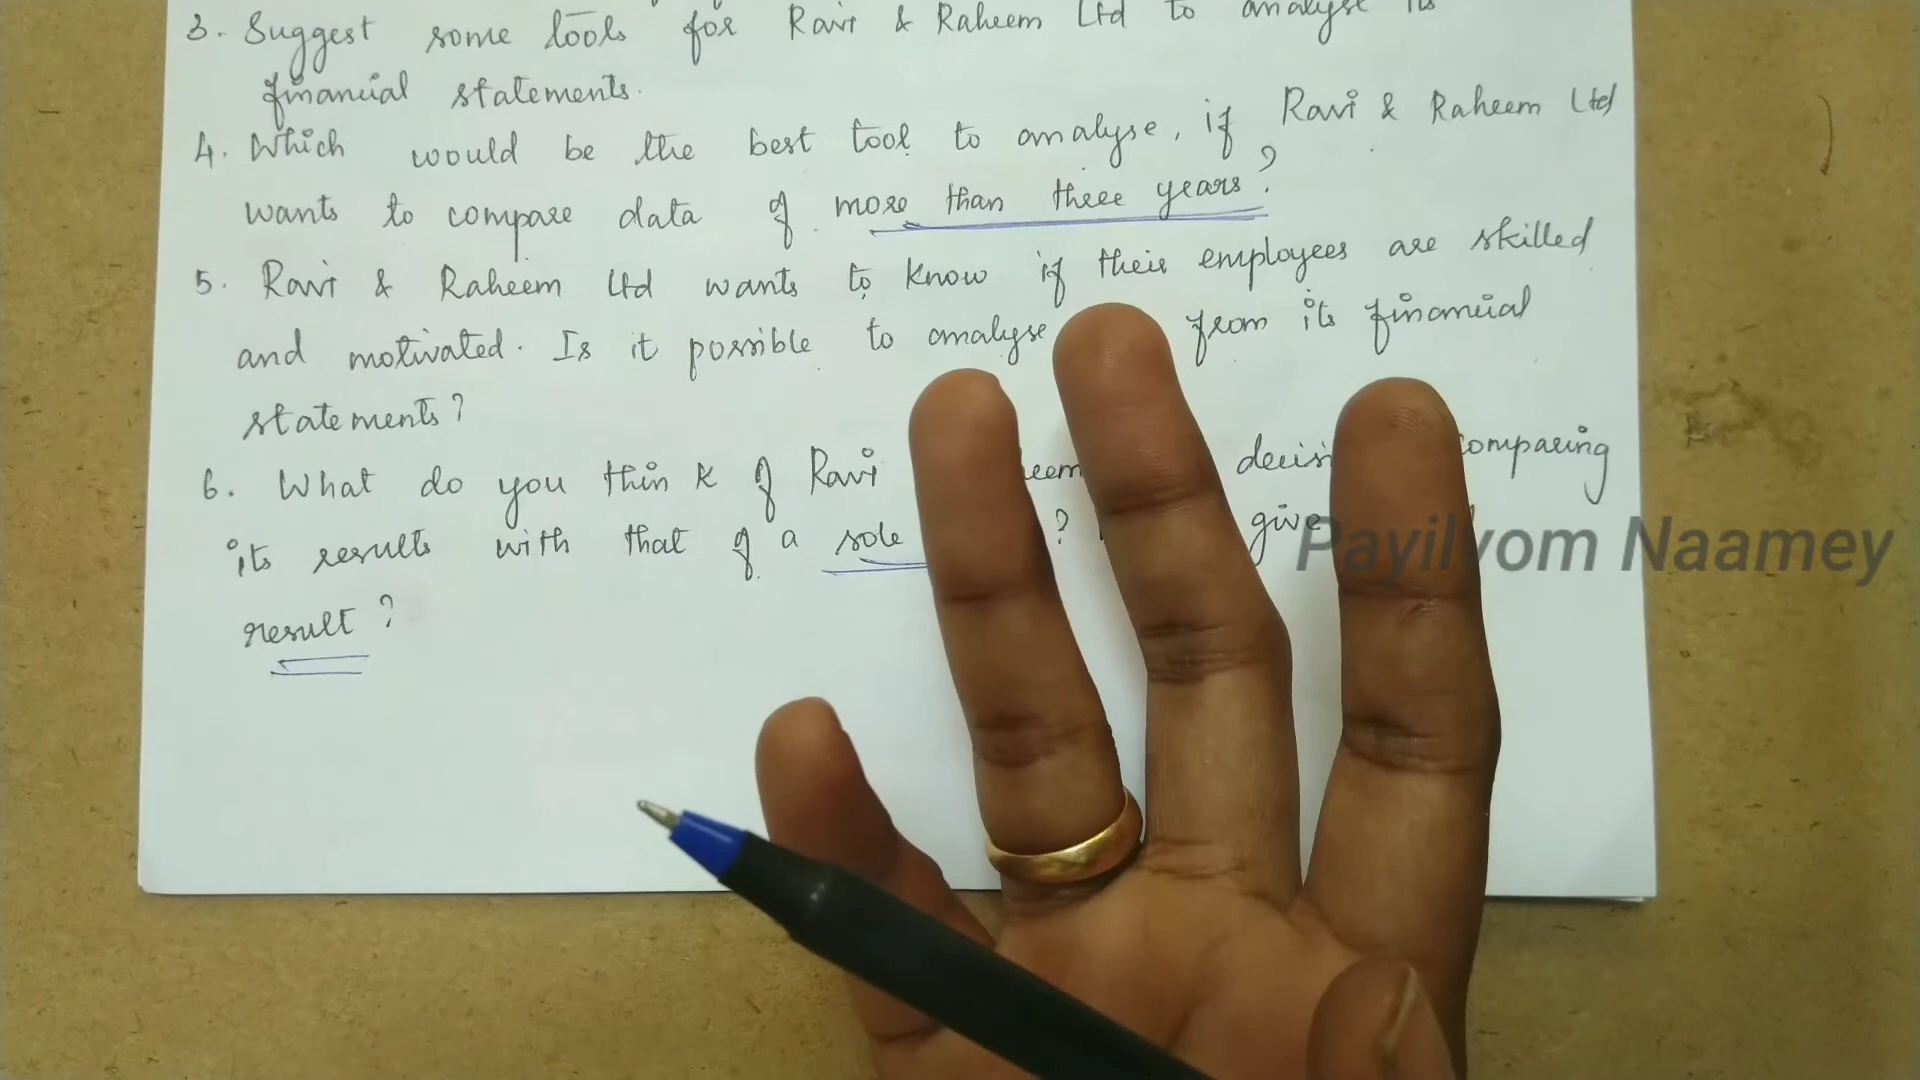 3. Suggest some tools for Ravi & Raheem Ltd to analyse its
financial statements.
4. Which would be the best tool to analyse, if Ravi & Raheem Ltd
wants to compare data of more than three years?
5. Ravi & Raheem Ltd wants to know if their employees are skilled
and motivated. Is it possible to analyse from its financial
statements?
6. What do you think of Ravi comparing
its results with that of a sole ? give
result?
Payilvom Naamey